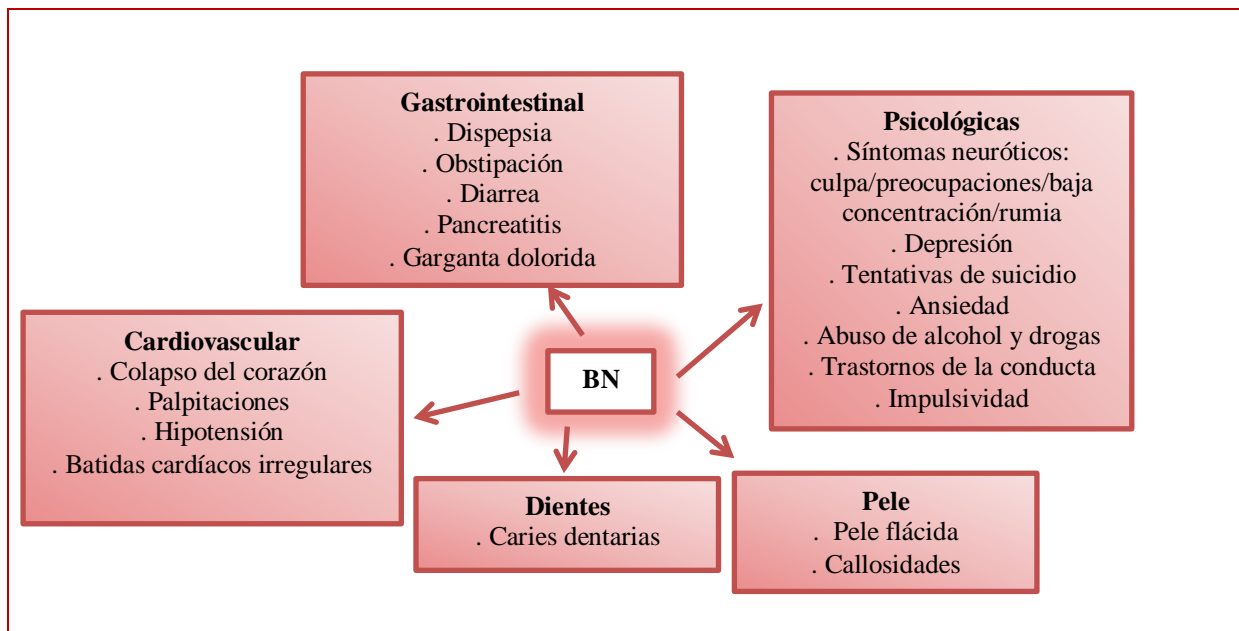 Gastrointestinal
. Dispepsia
. Obstipación
. Diarrea
. Pancreatitis
. Garganta dolorida
Psicológicas
. Síntomas neuróticos:
culpa/preocupaciones/baja
concentración/rumia
. Depresión
. Tentativas de suicidio
. Ansiedad
. Abuso de alcohol y drogas
. Trastornos de la conducta
. Impulsividad
Cardiovascular
. Colapso del corazón
. Palpitaciones
. Hipotensión
. Batidas cardíacos irregulares
BN
Dientes
. Caries dentarias
Pele
. Pele flácida
. Callosidades